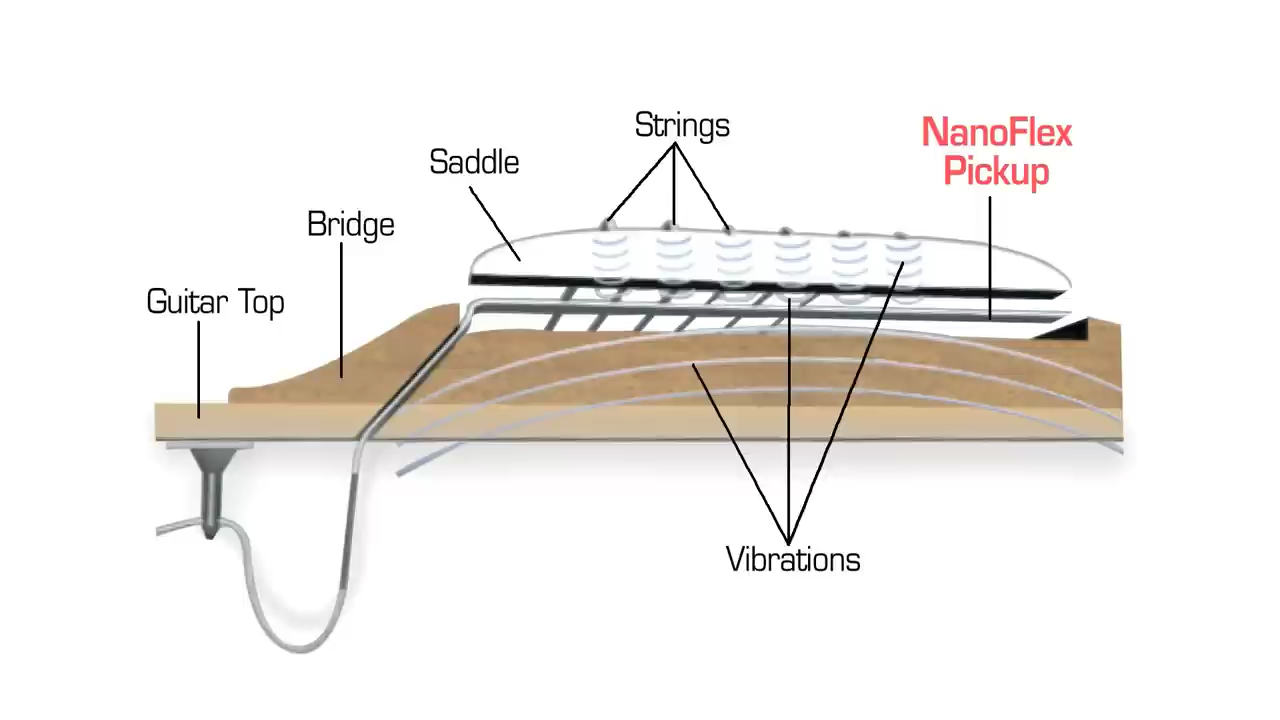 Strings
NanoFlex
Pickup
Saddle
Bridge
Guitar Top
Vibrations